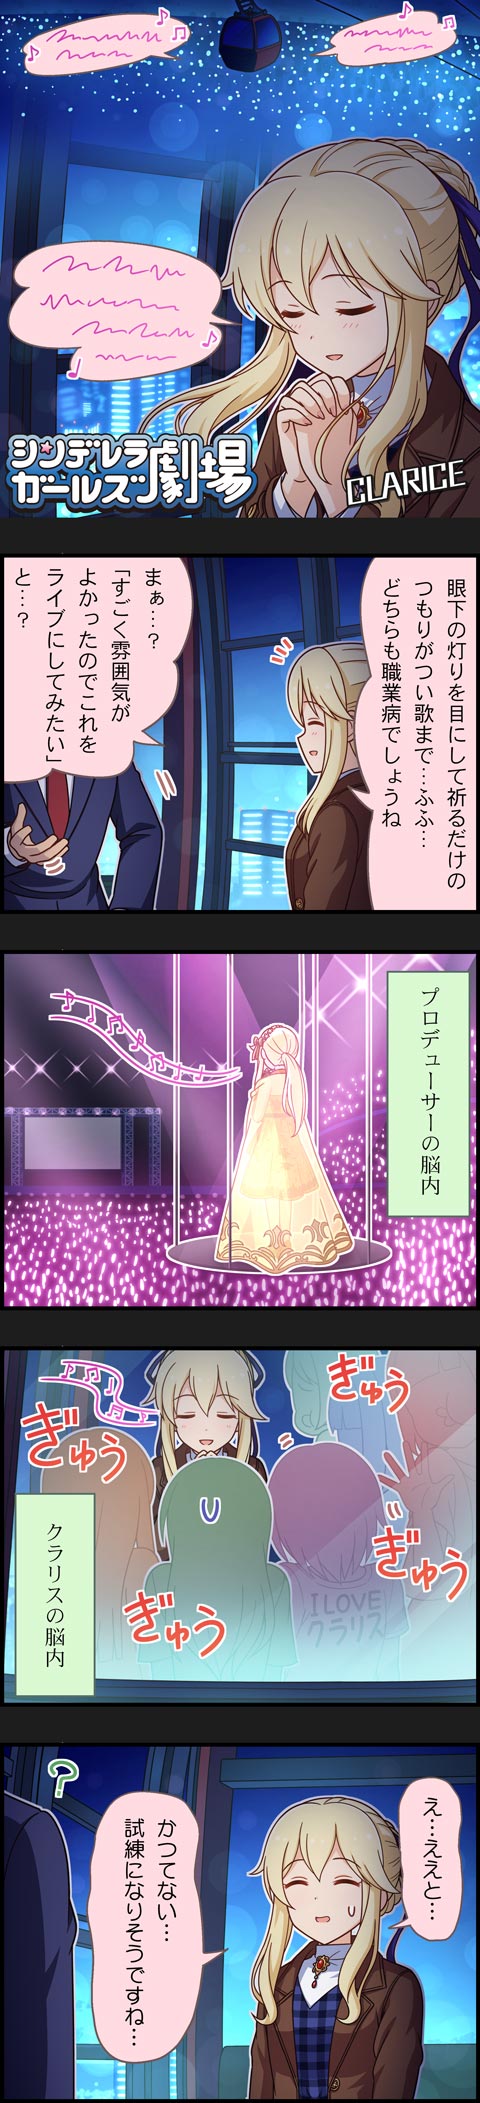 シンデレラ
ガールズ劇場
CLARICE
眼下の灯りを目にして祈るだけの
つもりがつい歌まで…ふふ…
どちらも職業病でしょうね
まぁ…?
「すごく雰囲気が
よかったのでこれを
ライブにしてみたい」
と…?
プロデューサーの脳内
ぎゅう
ぎゅう
ぎゅう
ぎゅう
I LOVE
クラリス
クラリスの脳内
え…ええと…
かつてない…
試練になりそうですね…
?